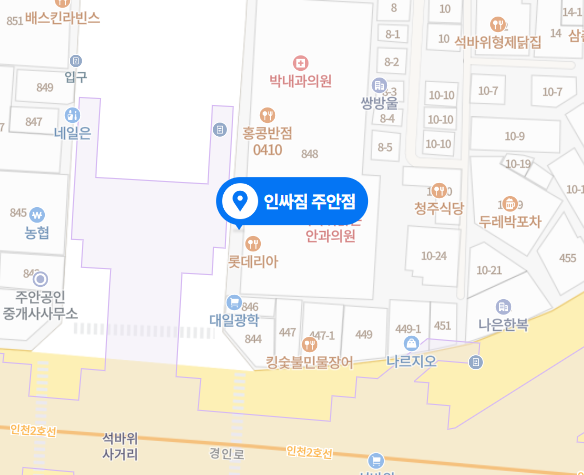 851
배스킨라빈스
8
10
14-1
8-1
10
석바위형제닭집
14
삼
입구
8-2
849
박내과의원
쌍방울
8-3
10-10
10-7
10-7
847
네일은
홍콩반점
0410
8-4
10-10
10-9
848
8-5
10-10
10-19
인싸짐 주안점
청주식당
두레박포차
845
농협
안과의원
롯데리아
10-24
455
10-21
주안공인
중개사사무소
대일광학
846
844
447
447-1
449
449-1
451
나은한복
킹숯불민물장어
나르지오
인천2호선
석바위
사거리
경인로
인천2호선